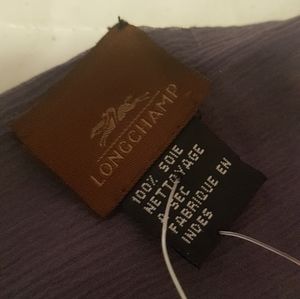 LONGCHAMP
100% SOIE
NETTOYAGE
A SEC
FABRIQUE EN
INDES